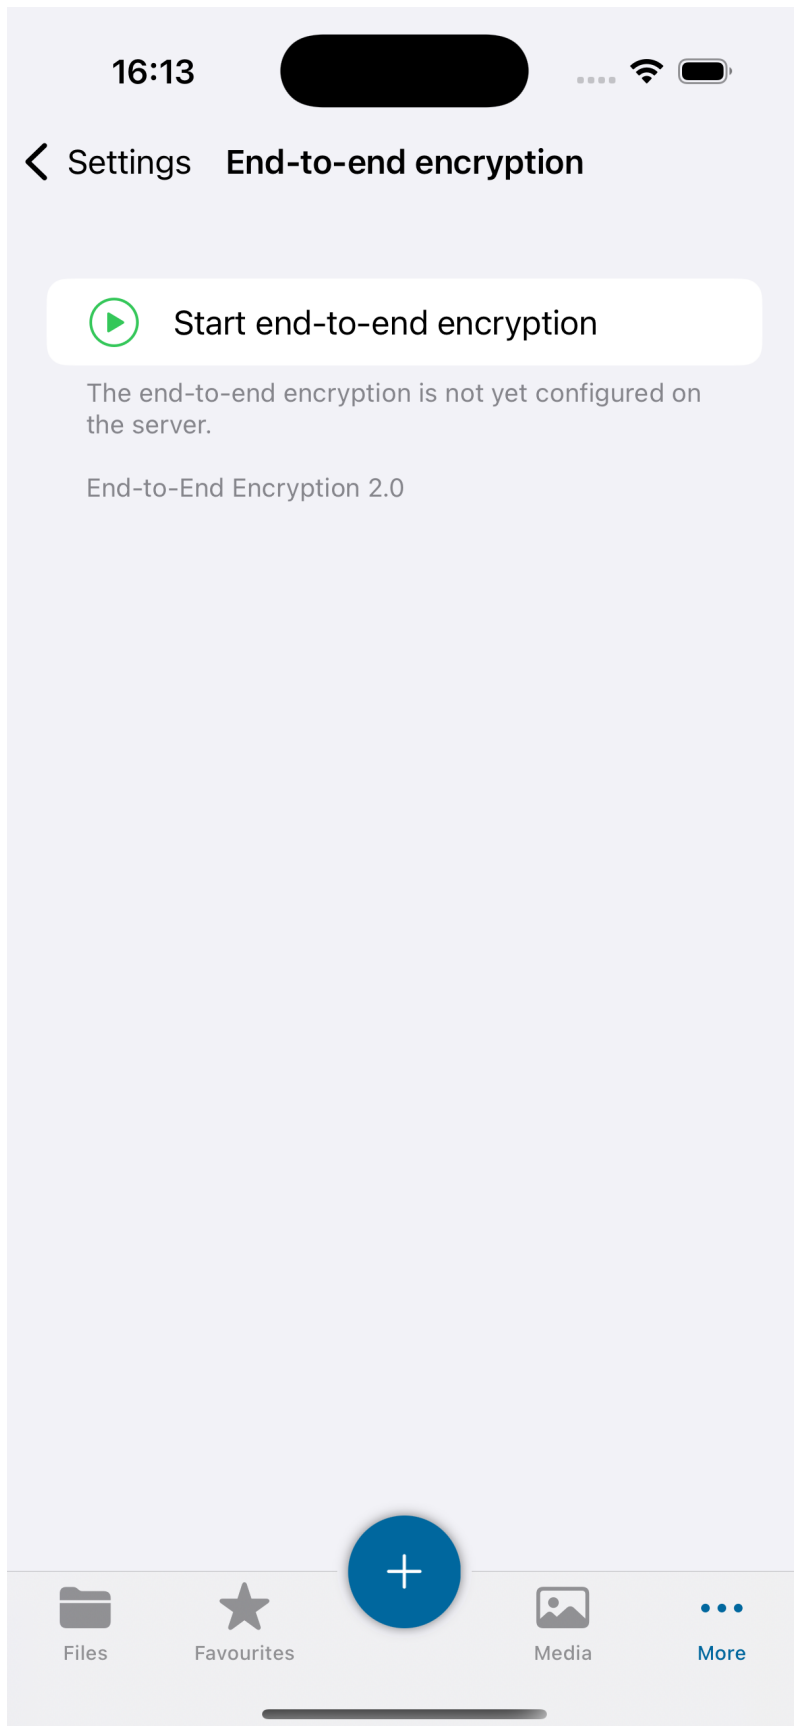 16:13
Settings End-to-end encryption
Start end-to-end encryption
The end-to-end encryption is not yet configured on
the server.
End-to-End Encryption 2.0
Files Favourites Media More